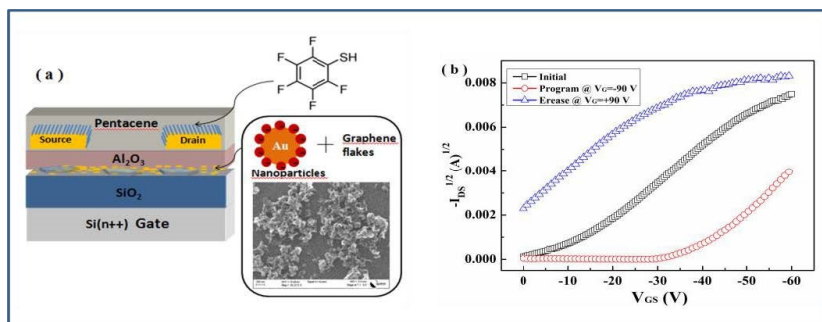 ( a )
F
SH
F
F
F
F
Pentacene
Source
Drain
Al2O3
SiO2
Si(n++) Gate
Au
+
Graphene
flakes
Nanoparticles
( b )
Initial
Program @ VG=-90 V
Erease @ VG=+90 V
0.008
0.006
0.004
0.002
0.000
-IDS1/2 (A)1/2
0
-10
-20
-30
-40
-50
-60
VGS (V)